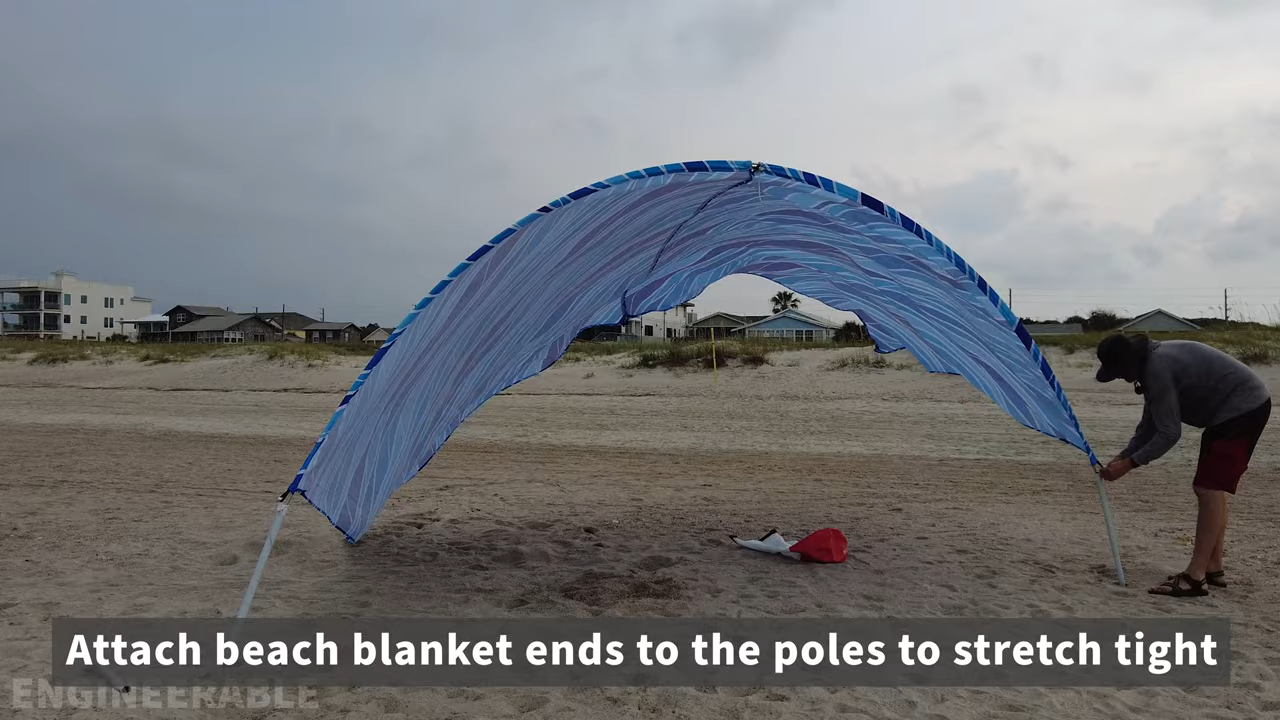 Attach beach blanket ends to the poles to stretch tight
ENGINEERABLE